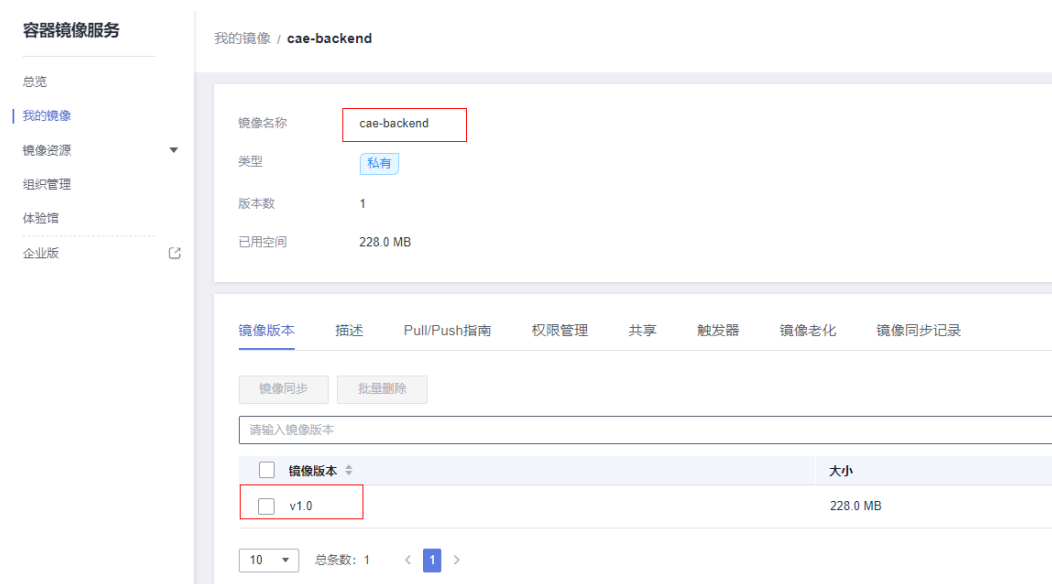 容器镜像服务
总览
我的镜像
镜像资源
组织管理
体验馆
企业版
我的镜像 / cae-backend
镜像名称 cae-backend
类型 私有
版本数 1
已用空间 228.0 MB
镜像版本 描述 Pull/Push指南 权限管理 共享 触发器 镜像老化 镜像同步记录
镜像同步 批量删除
请输入镜像版本
镜像版本 大小
v1.0 228.0 MB
10 总条数: 1 < 1 >